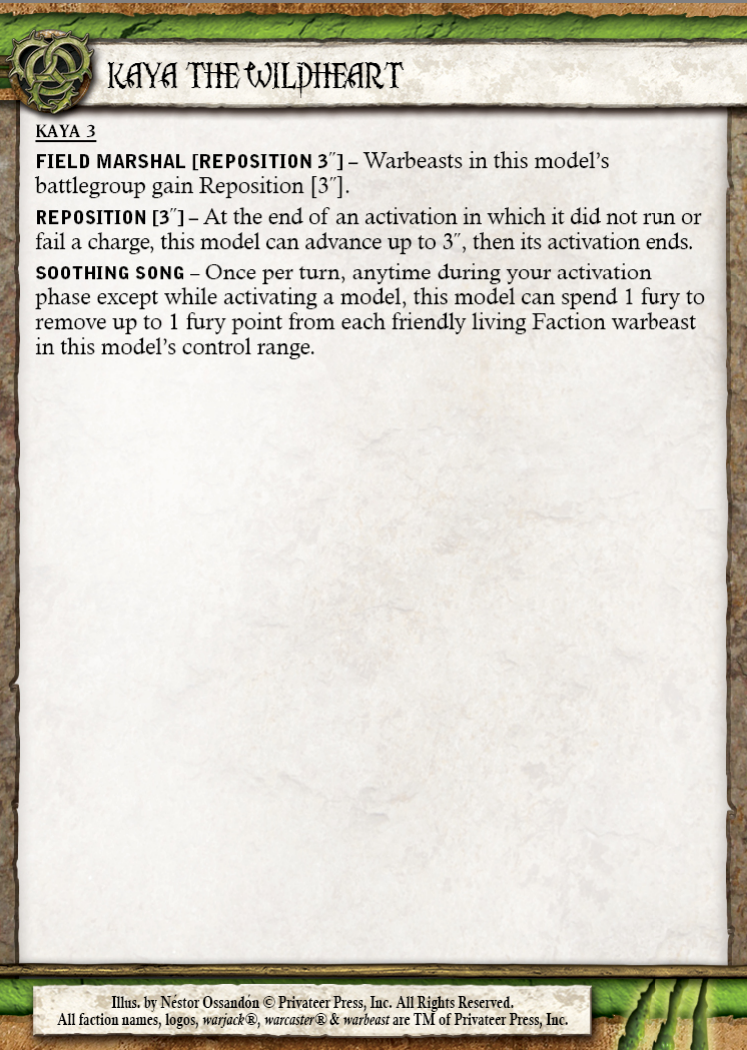 KAYA THE WILDHEART
KAYA 3
FIELD MARSHAL [REPOSITION 3˝] – Warbeasts in this model’s
battlegroup gain Reposition [3˝].
REPOSITION [3˝] – At the end of an activation in which it did not run or
fail a charge, this model can advance up to 3˝, then its activation ends.
SOOTHING SONG – Once per turn, anytime during your activation
phase except while activating a model, this model can spend 1 fury to
remove up to 1 fury point from each friendly living Faction warbeast
in this model’s control range.
Illus. by Néstor Ossandón © Privateer Press, Inc. All Rights Reserved.
All faction names, logos, warjack®, warcaster® & warbeast are TM of Privateer Press, Inc.